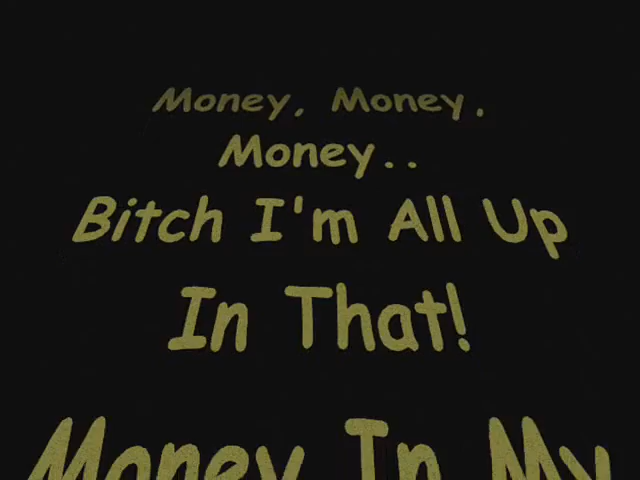 Money, Money,
Money..
Bitch I'm All Up
In That!
Money In My